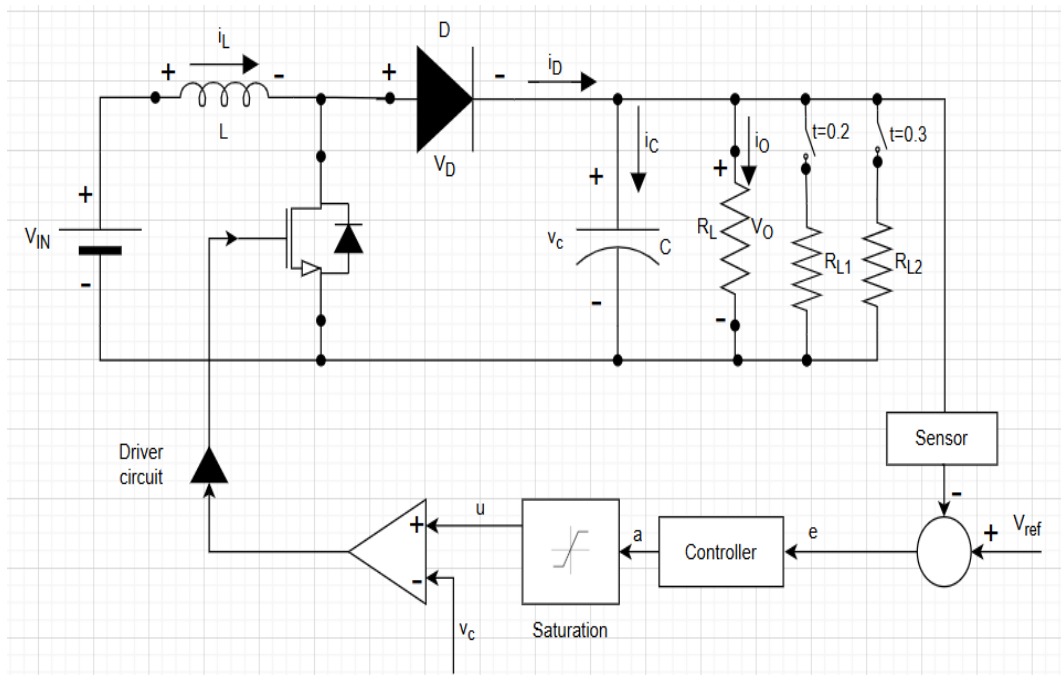 D
i_L
i_D
+
-
+
-
L
V_D
i_C
i_O
t=0.2
t=0.3
+
V_IN
-
+
v_c
C
-
+
R_L
V_O
-
R_L1
R_L2
Driver
circuit
Sensor
-
+
V_ref
u
a
e
+
-
Controller
v_c
Saturation